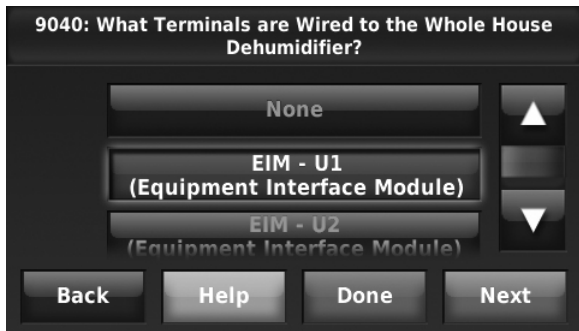 9040: What Terminals are Wired to the Whole House
Dehumidifier?
None
EIM - U1
(Equipment Interface Module)
EIM - U2
(Equipment Interface Module)
Back
Help
Done
Next